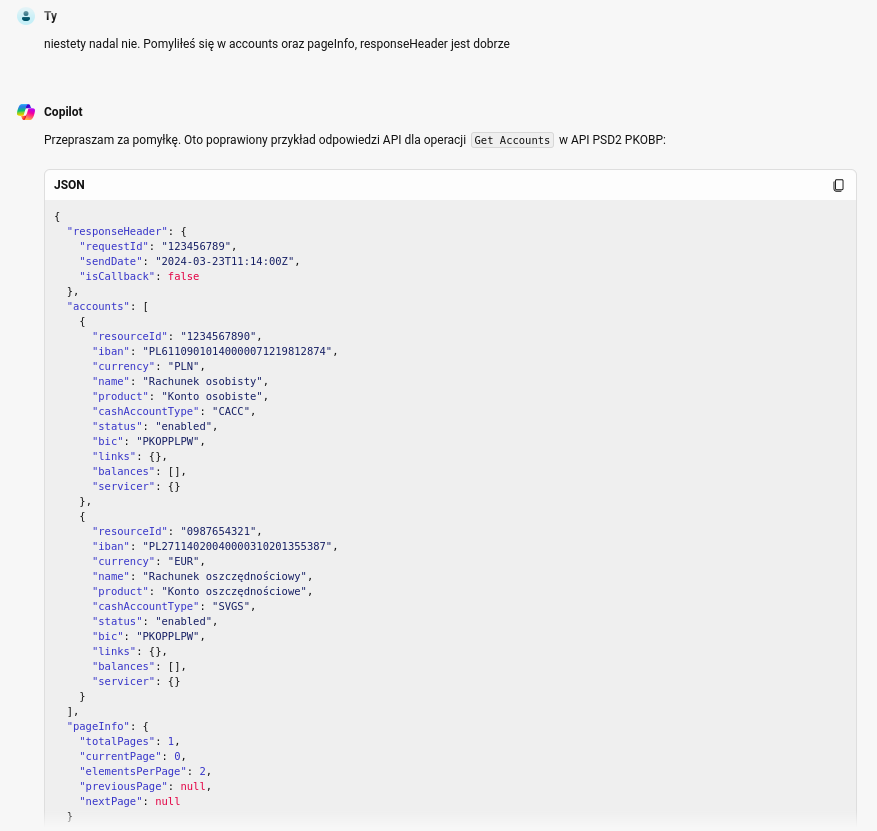 Ty
niestety nadal nie. Pomyliłeś się w accounts oraz pageInfo, responseHeader jest dobrze
Copilot
Przepraszam za pomyłkę. Oto poprawiony przykład odpowiedzi API dla operacji Get Accounts w API PSD2 PKOBP:
JSON
{
  "responseHeader": {
    "requestId": "123456789",
    "sendDate": "2024-03-23T11:14:00Z",
    "isCallback": false
  },
  "accounts": [
    {
      "resourceId": "1234567890",
      "iban": "PL61109010140000071219812874",
      "currency": "PLN",
      "name": "Rachunek osobisty",
      "product": "Konto osobiste",
      "cashAccountType": "CACC",
      "status": "enabled",
      "bic": "PKOPPLPW",
      "links": {},
      "balances": [],
      "servicer": {}
    },
    {
      "resourceId": "0987654321",
      "iban": "PL27114020040000310201355387",
      "currency": "EUR",
      "name": "Rachunek oszczędnościowy",
      "product": "Konto oszczędnościowe",
      "cashAccountType": "SVGS",
      "status": "enabled",
      "bic": "PKOPPLPW",
      "links": {},
      "balances": [],
      "servicer": {}
    }
  ],
  "pageInfo": {
    "totalPages": 1,
    "currentPage": 0,
    "elementsPerPage": 2,
    "previousPage": null,
    "nextPage": null
  }